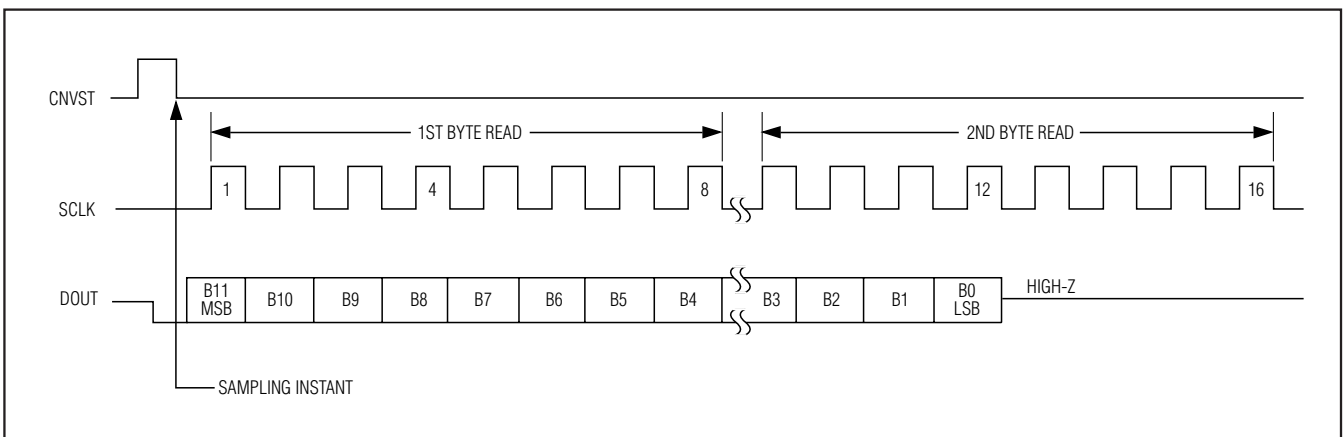 CNVST
1ST BYTE READ
2ND BYTE READ
SCLK
1
4
8
12
16
DOUT
B11
MSB
B10
B9
B8
B7
B6
B5
B4
B3
B2
B1
B0
LSB
HIGH-Z
SAMPLING INSTANT